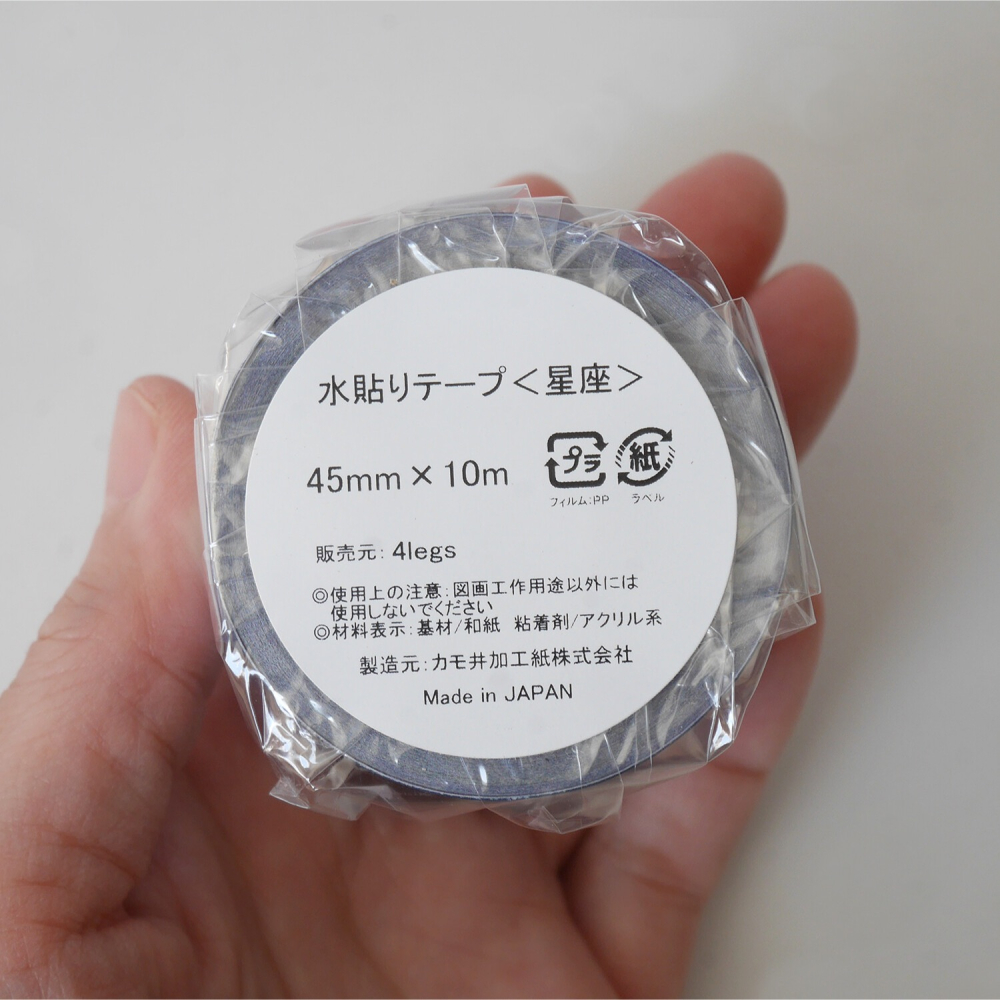 水貼りテープ＜星座＞
45mm×10m
プラ 紙
フィルム:PP ラベル
販売元: 4legs
◎使用上の注意:図画工作用途以外には
使用しないでください
◎材料表示:基材/和紙 粘着剤/アクリル系
製造元:カモ井加工紙株式会社
Made in JAPAN